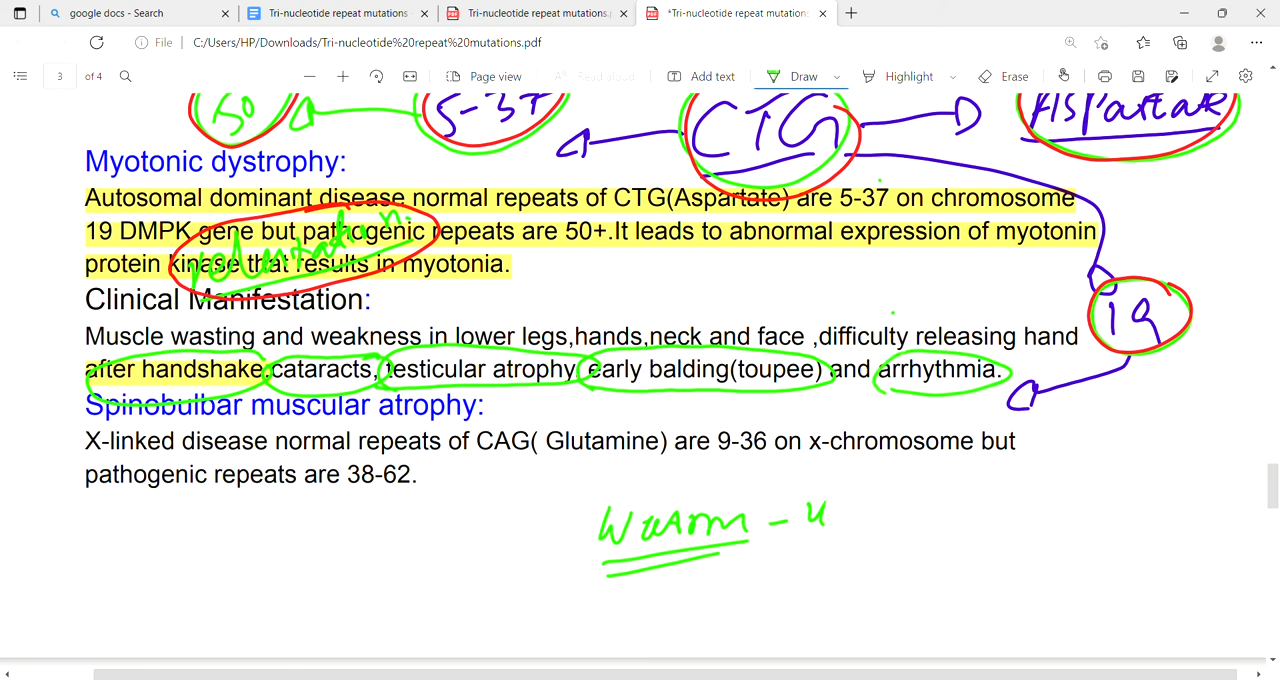 google docs - Search
Tri-nucleotide repeat mutations
Tri-nucleotide repeat mutations.
*Tri-nucleotide repeat mutations
File C:/Users/HP/Downloads/Tri-nucleotide%20repeat%20mutations.pdf
3 of 4 Page view Read aloud Add text Draw Highlight Erase
50 5-37 CTG Aspartate
Myotonic dystrophy:
Autosomal dominant disease normal repeats of CTG(Aspartate) are 5-37 on chromosome
19 DMPK gene but pathogenic repeats are 50+.It leads to abnormal expression of myotonin
protein kinase that results in myotonia.
Clinical Manifestation:
19
Muscle wasting and weakness in lower legs,hands,neck and face ,difficulty releasing hand
after handshake,cataracts, testicular atrophy, early balding(toupee) and arrhythmia.
Spinobulbar muscular atrophy:
X-linked disease normal repeats of CAG( Glutamine) are 9-36 on x-chromosome but
pathogenic repeats are 38-62.